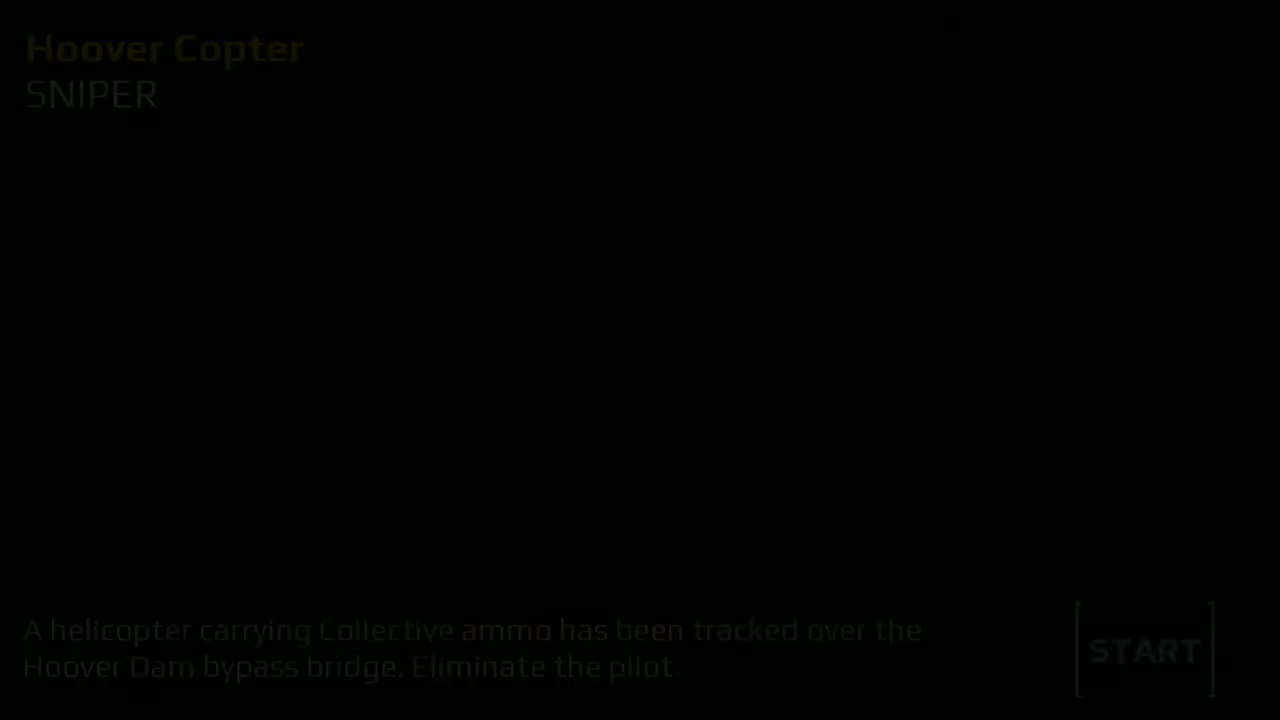 Hoover Copter
SNIPER
A helicopter carrying Collective ammo has been tracked over the
Hoover Dam bypass bridge. Eliminate the pilot.
START